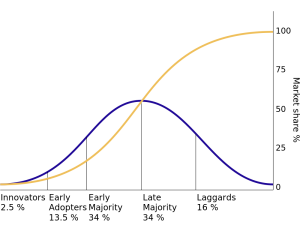 100
75
50
25
0
Market share %
Innovators
2.5 %
Early
Adopters
13.5 %
Early
Majority
34 %
Late
Majority
34 %
Laggards
16 %